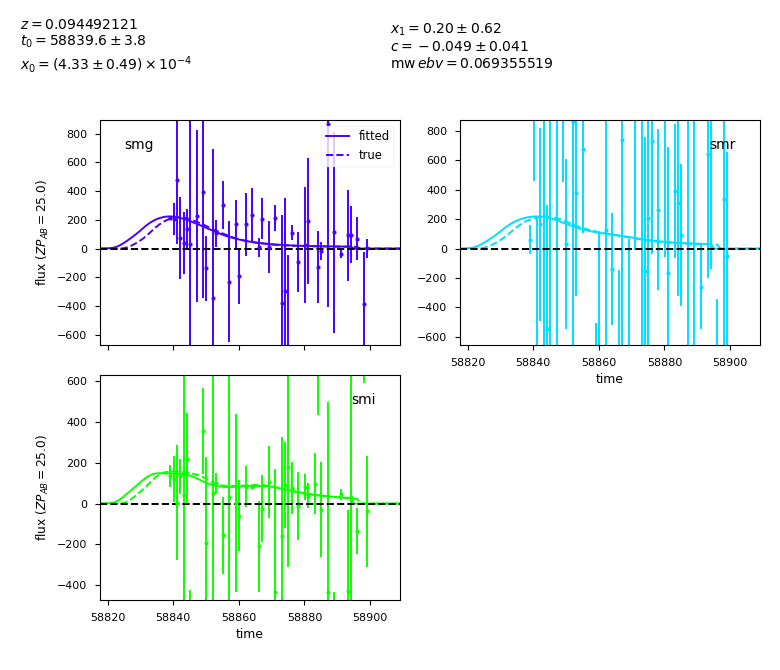 z = 0.094492121
t₀ = 58839.6 ± 3.8
x₀ = (4.33 ± 0.49) × 10⁻⁴
x₁ = 0.20 ± 0.62
c = −0.049 ± 0.041
mw ebv = 0.069355519
smg
fitted
true
800
600
400
200
0
−200
−400
−600
flux (ZP_AB = 25.0)
smr
800
600
400
200
0
−200
−400
−600
58820 58840 58860 58880 58900
time
smi
600
400
200
0
−200
−400
flux (ZP_AB = 25.0)
58820 58840 58860 58880 58900
time